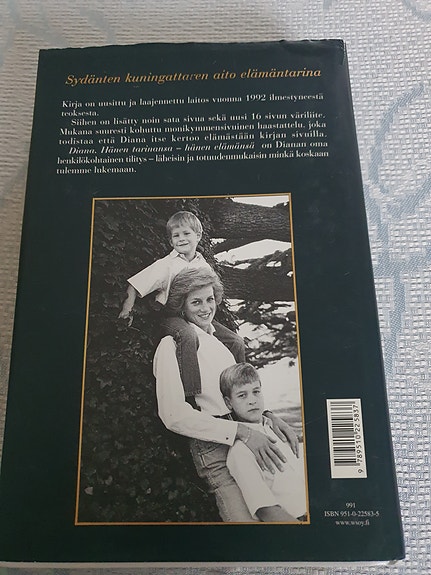 Sydänten kuningattaren aito elämäntarina
Kirja on uusittu ja laajennettu laitos vuonna 1992 ilmestyneestä
teoksesta.
Siihen on lisätty noin sata sivua sekä uusi 16 sivun väriliite.
Mukana suuresti kohuttu monikymmensivuinen haastattelu, joka
todistaa että Diana itse kertoo elämästään kirjan sivuilla.
Diana. Hänen tarinansa – hänen elämänsä on Dianan oma
henkilökohtainen tilitys – läheisin ja totuudenmukaisin minkä koskaan
tulemme lukemaan.
9 789510 225837
991
ISBN 951-0-22583-5
www.wsoy.fi